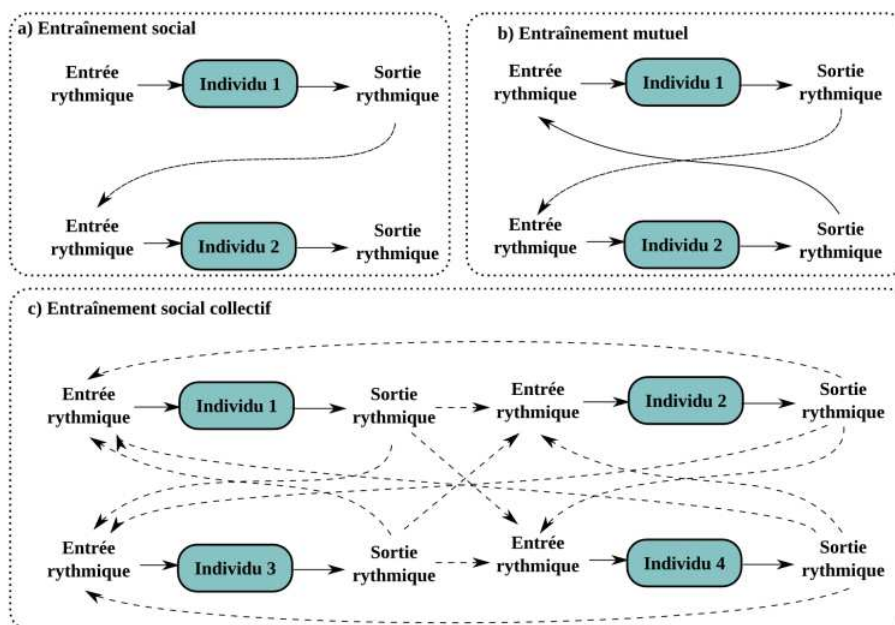 a) Entraînement social
Entrée
rythmique
Individu 1
Sortie
rythmique
Entrée
rythmique
Individu 2
Sortie
rythmique
b) Entraînement mutuel
Entrée
rythmique
Individu 1
Sortie
rythmique
Entrée
rythmique
Individu 2
Sortie
rythmique
c) Entraînement social collectif
Entrée
rythmique
Individu 1
Sortie
rythmique
Entrée
rythmique
Individu 2
Sortie
rythmique
Entrée
rythmique
Individu 3
Sortie
rythmique
Entrée
rythmique
Individu 4
Sortie
rythmique